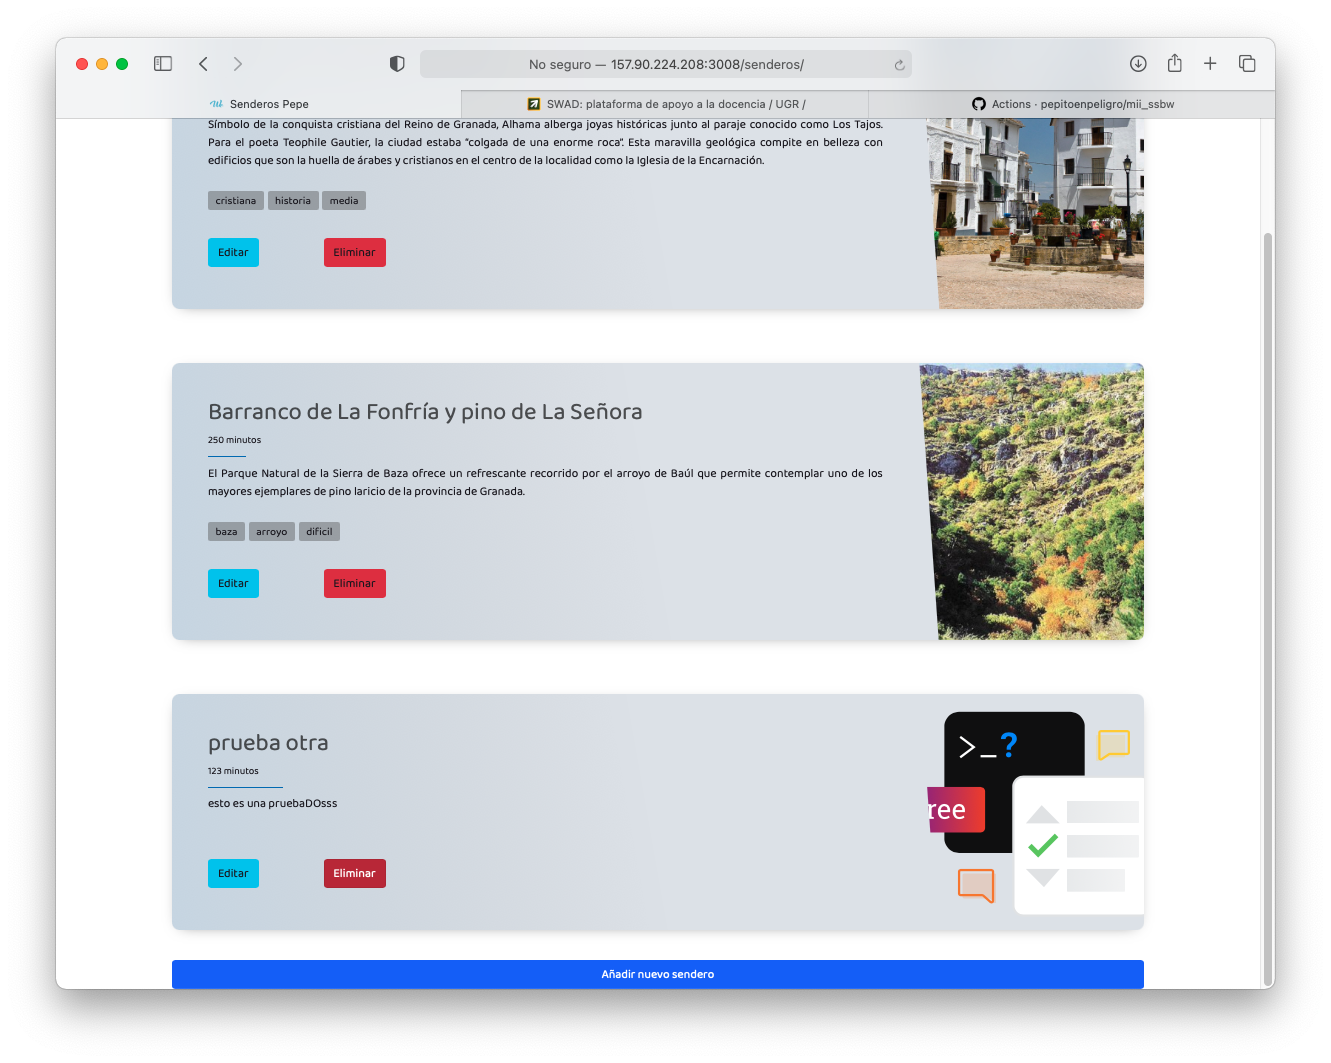 No seguro — 157.90.224.208:3008/senderos/
Senderos Pepe
SWAD: plataforma de apoyo a la docencia / UGR /
Actions · pepitoenpeligro/mii_ssbw
Símbolo de la conquista cristiana del Reino de Granada, Alhama alberga joyas históricas junto al paraje conocido como Los Tajos.
Para el poeta Teophile Gautier, la ciudad estaba “colgada de una enorme roca”. Esta maravilla geológica compite en belleza con
edificios que son la huella de árabes y cristianos en el centro de la localidad como la Iglesia de la Encarnación.
cristiana historia media
Editar Eliminar
Barranco de La Fonfría y pino de La Señora
250 minutos
El Parque Natural de la Sierra de Baza ofrece un refrescante recorrido por el arroyo de Baúl que permite contemplar uno de los
mayores ejemplares de pino laricio de la provincia de Granada.
baza arroyo dificil
Editar Eliminar
prueba otra
123 minutos
esto es una pruebaDOsss
Editar Eliminar
>_?
ree
Añadir nuevo sendero